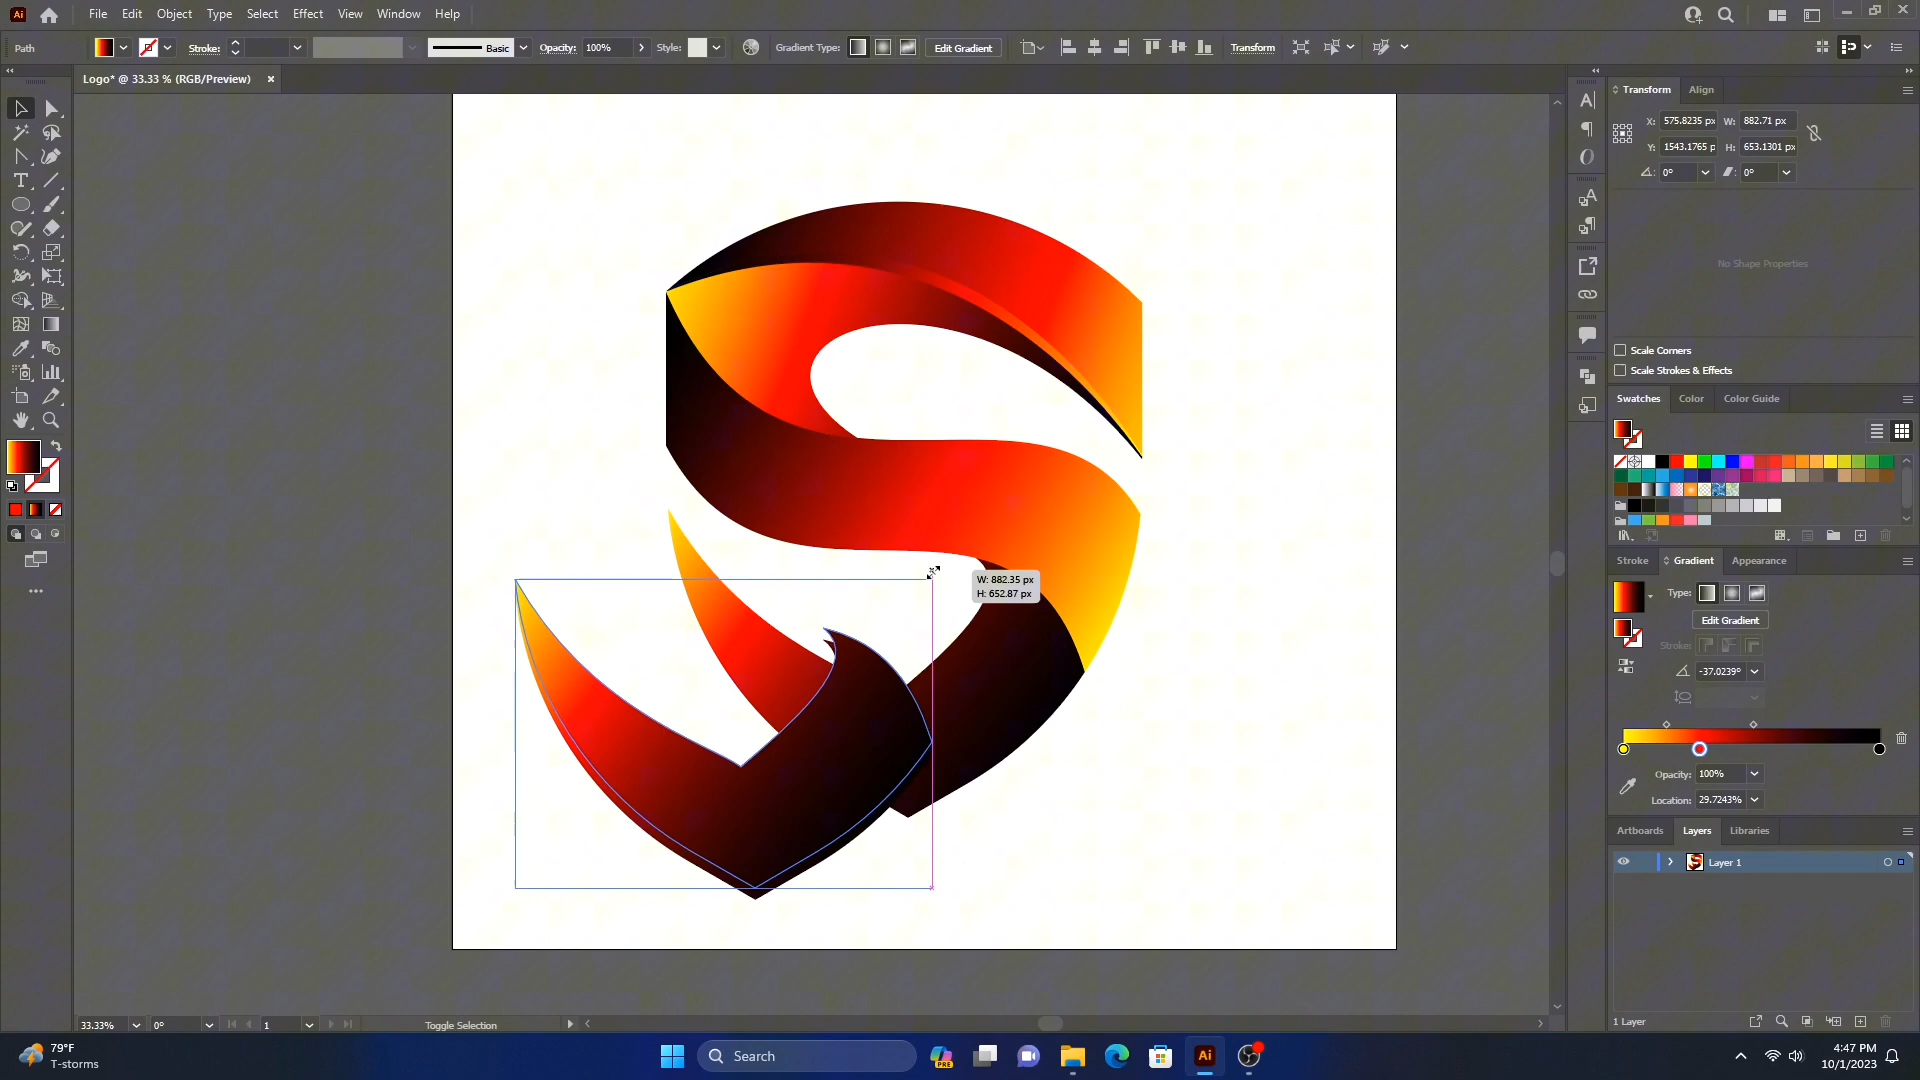 Ai File Edit Object Type Select Effect View Window Help
Path Stroke: Basic Opacity: 100% Style: Gradient Type: Edit Gradient Transform
Logo* @ 33.33 % (RGB/Preview) ×
Transform Align
X: 575.8235 px W: 882.71 px
Y: 1543.1765 p H: 653.1301 px
0° 0°
No Shape Properties
Scale Corners
Scale Strokes & Effects
Swatches Color Color Guide
Stroke Gradient Appearance
W: 882.35 px
H: 652.87 px
Type:
Edit Gradient
Stroke:
-37.0239°
Opacity: 100%
Location: 29.7243%
Artboards Layers Libraries
Layer 1
1 Layer
33.33% 0° 1 Toggle Selection
79°F
T-storms
Search
PRE
Ai
4:47 PM
10/1/2023